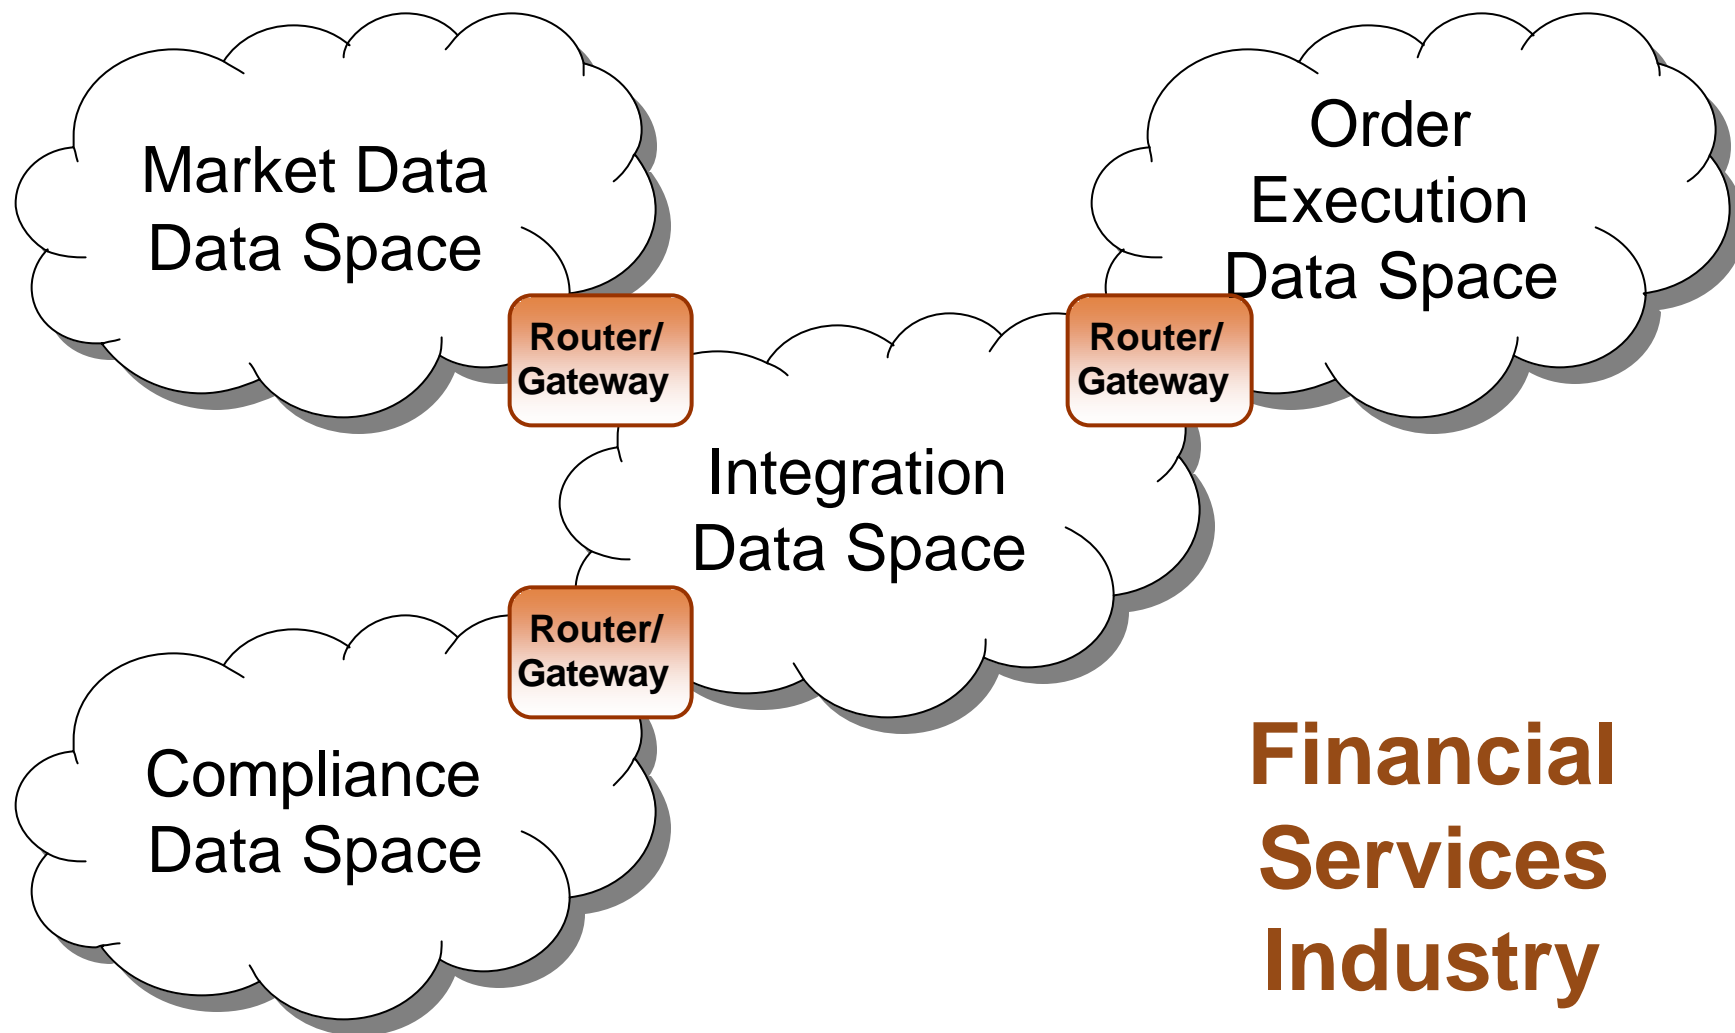 Market Data
Data Space
Order
Execution
Data Space
Router/
Gateway
Router/
Gateway
Integration
Data Space
Router/
Gateway
Compliance
Data Space
Financial
Services
Industry